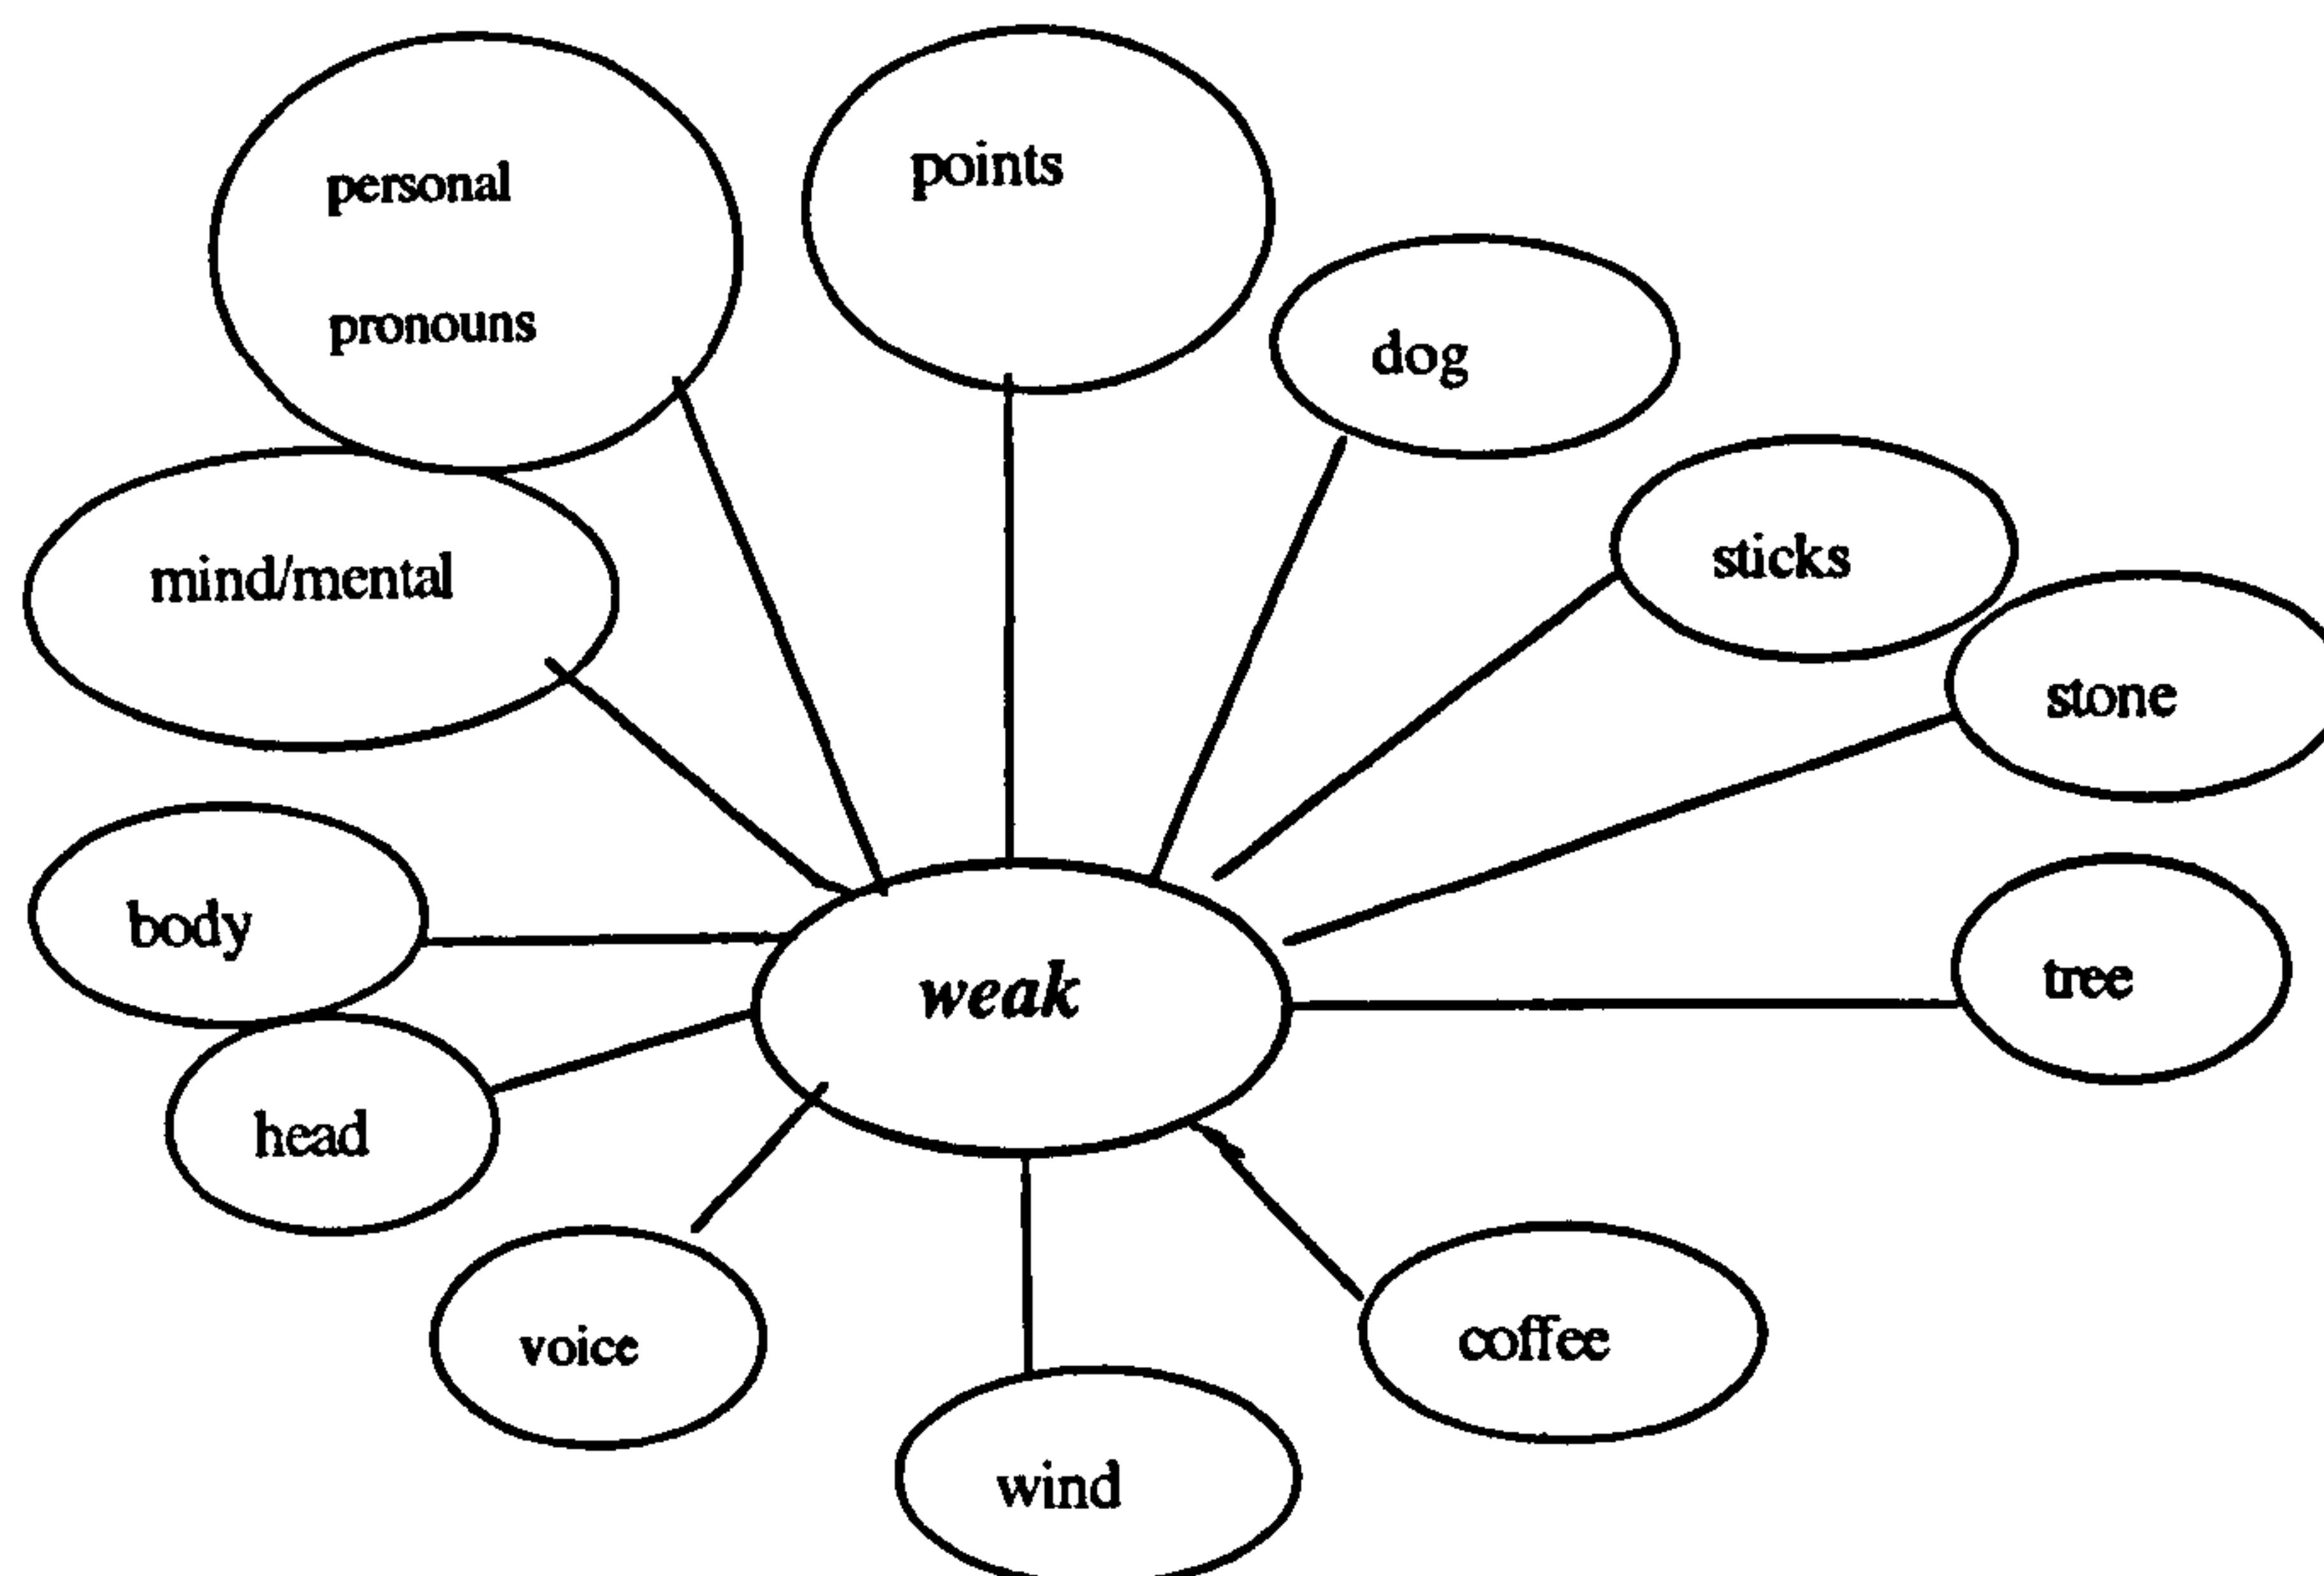 personal
pronouns
points
dog
sticks
mind/mental
stone
body
weak
tree
head
voice
coffee
wind